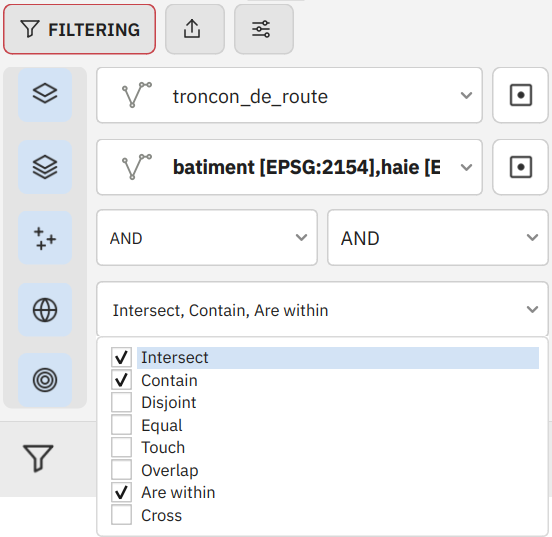 FILTERING
troncon_de_route
batiment [EPSG:2154],haie [E
AND
AND
Intersect, Contain, Are within
Intersect
Contain
Disjoint
Equal
Touch
Overlap
Are within
Cross